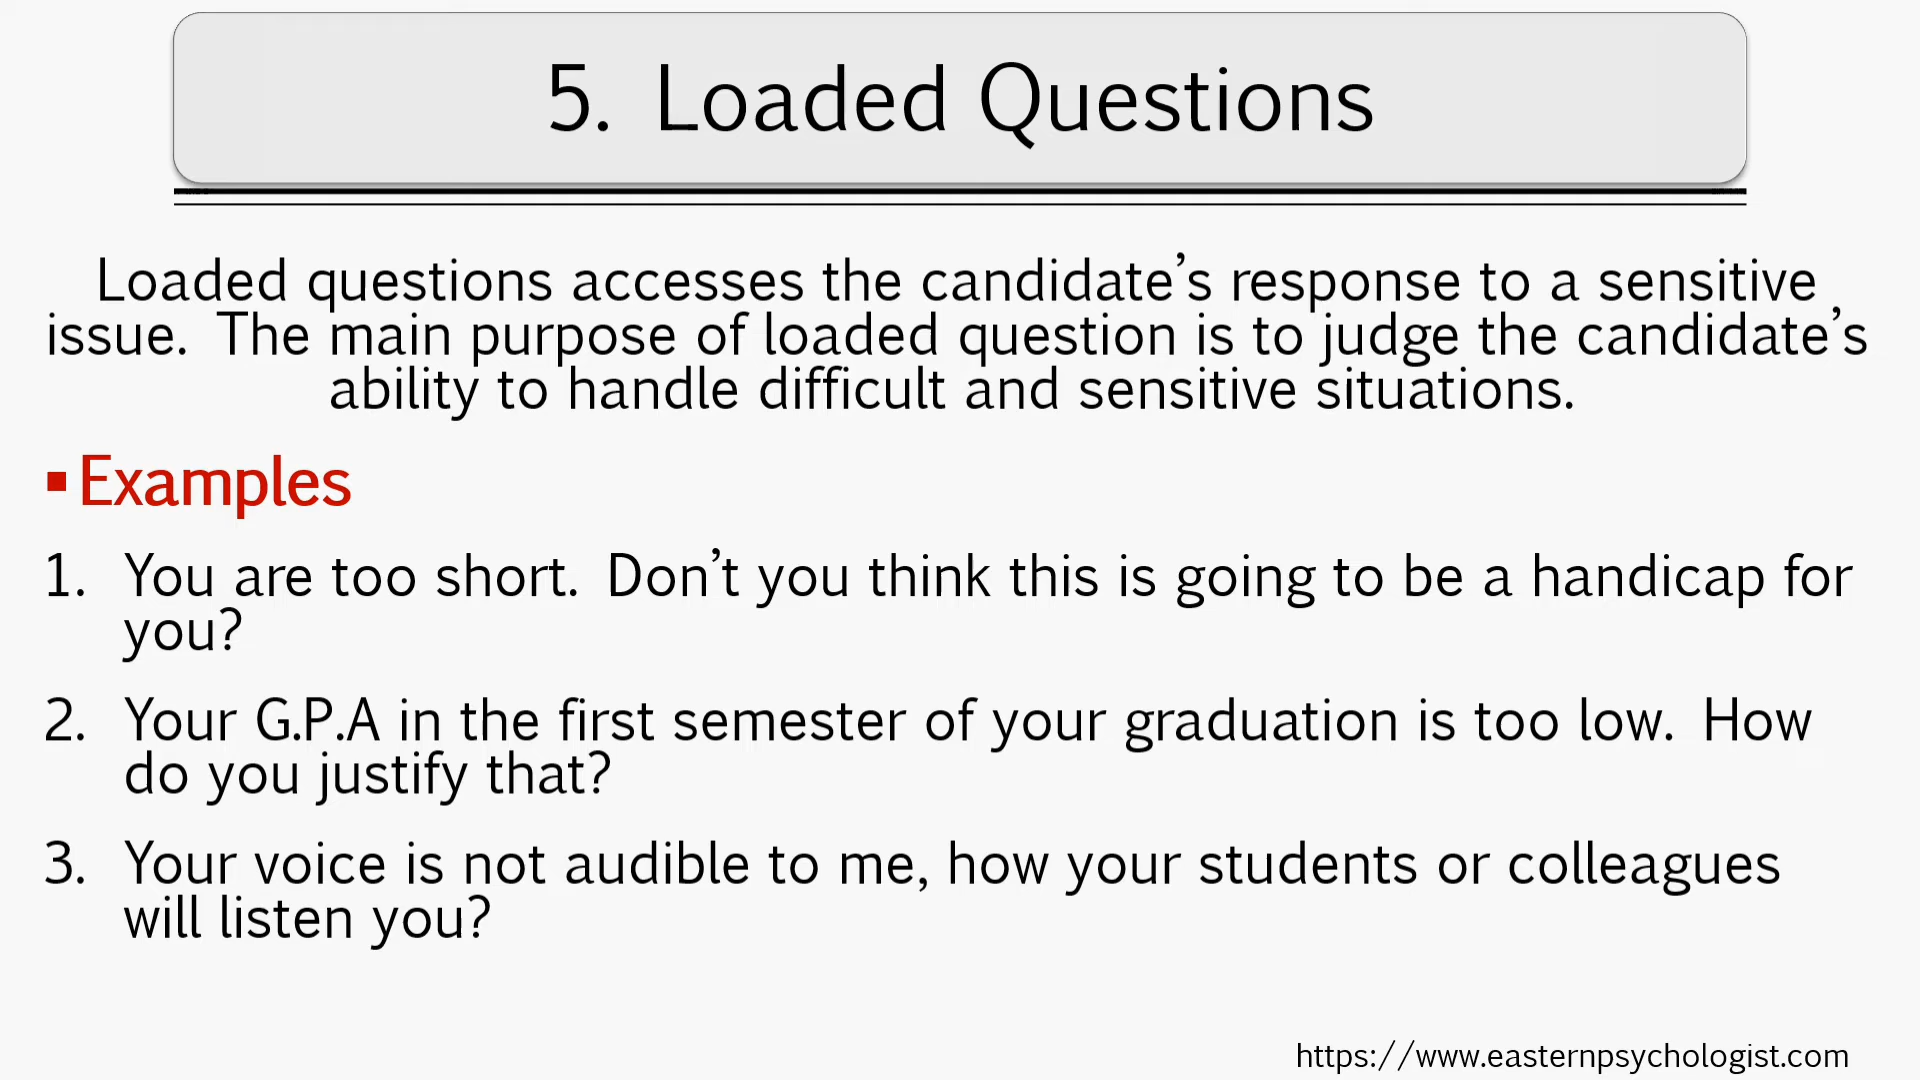 5. Loaded Questions
Loaded questions accesses the candidate’s response to a sensitive
issue. The main purpose of loaded question is to judge the candidate’s
ability to handle difficult and sensitive situations.
▪Examples
1. You are too short. Don’t you think this is going to be a handicap for
you?
2. Your G.P.A in the first semester of your graduation is too low. How
do you justify that?
3. Your voice is not audible to me, how your students or colleagues
will listen you?
https://www.easternpsychologist.com